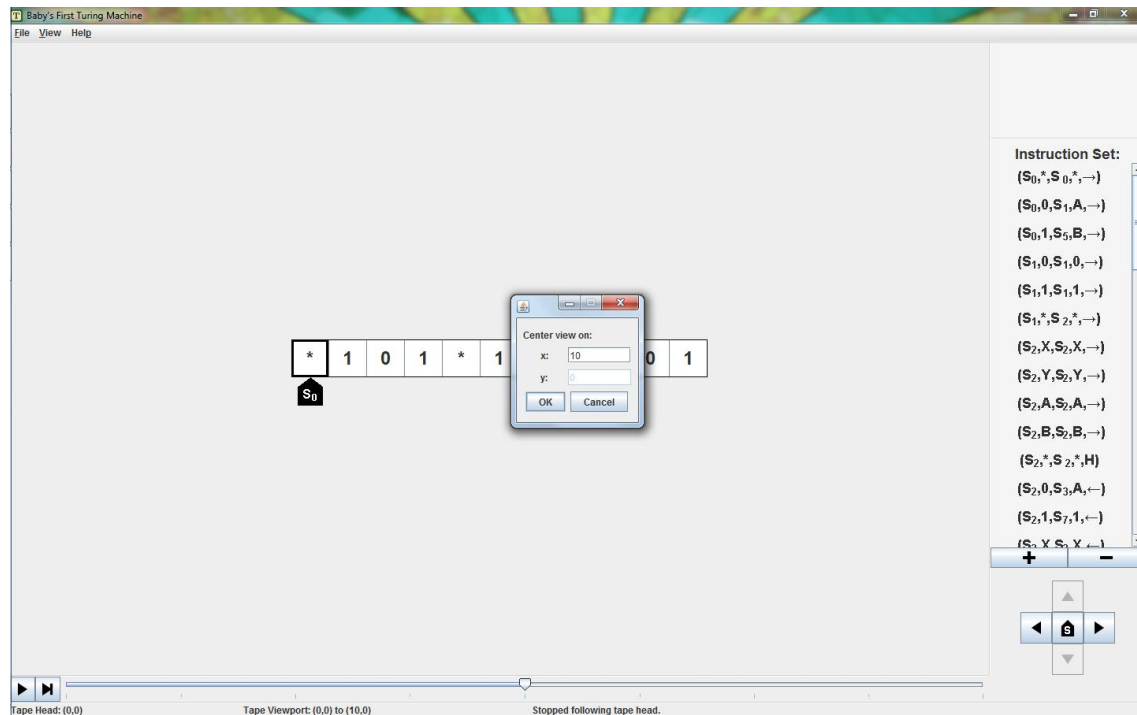 Baby's First Turing Machine
File View Help
Instruction Set:
(S₀,*,S₀,*,→)
(S₀,0,S₁,A,→)
(S₀,1,S₅,B,→)
(S₁,0,S₁,0,→)
(S₁,1,S₁,1,→)
(S₁,*,S₂,*,→)
(S₂,X,S₂,X,→)
(S₂,Y,S₂,Y,→)
(S₂,A,S₂,A,→)
(S₂,B,S₂,B,→)
(S₂,*,S₂,*,H)
(S₂,0,S₃,A,←)
(S₂,1,S₇,1,←)
* 1 0 1 * 1 0 1
S₀
Center view on:
x: 10
y: 0
OK Cancel
+ −
S
Tape Head: (0,0) Tape Viewport: (0,0) to (10,0) Stopped following tape head.